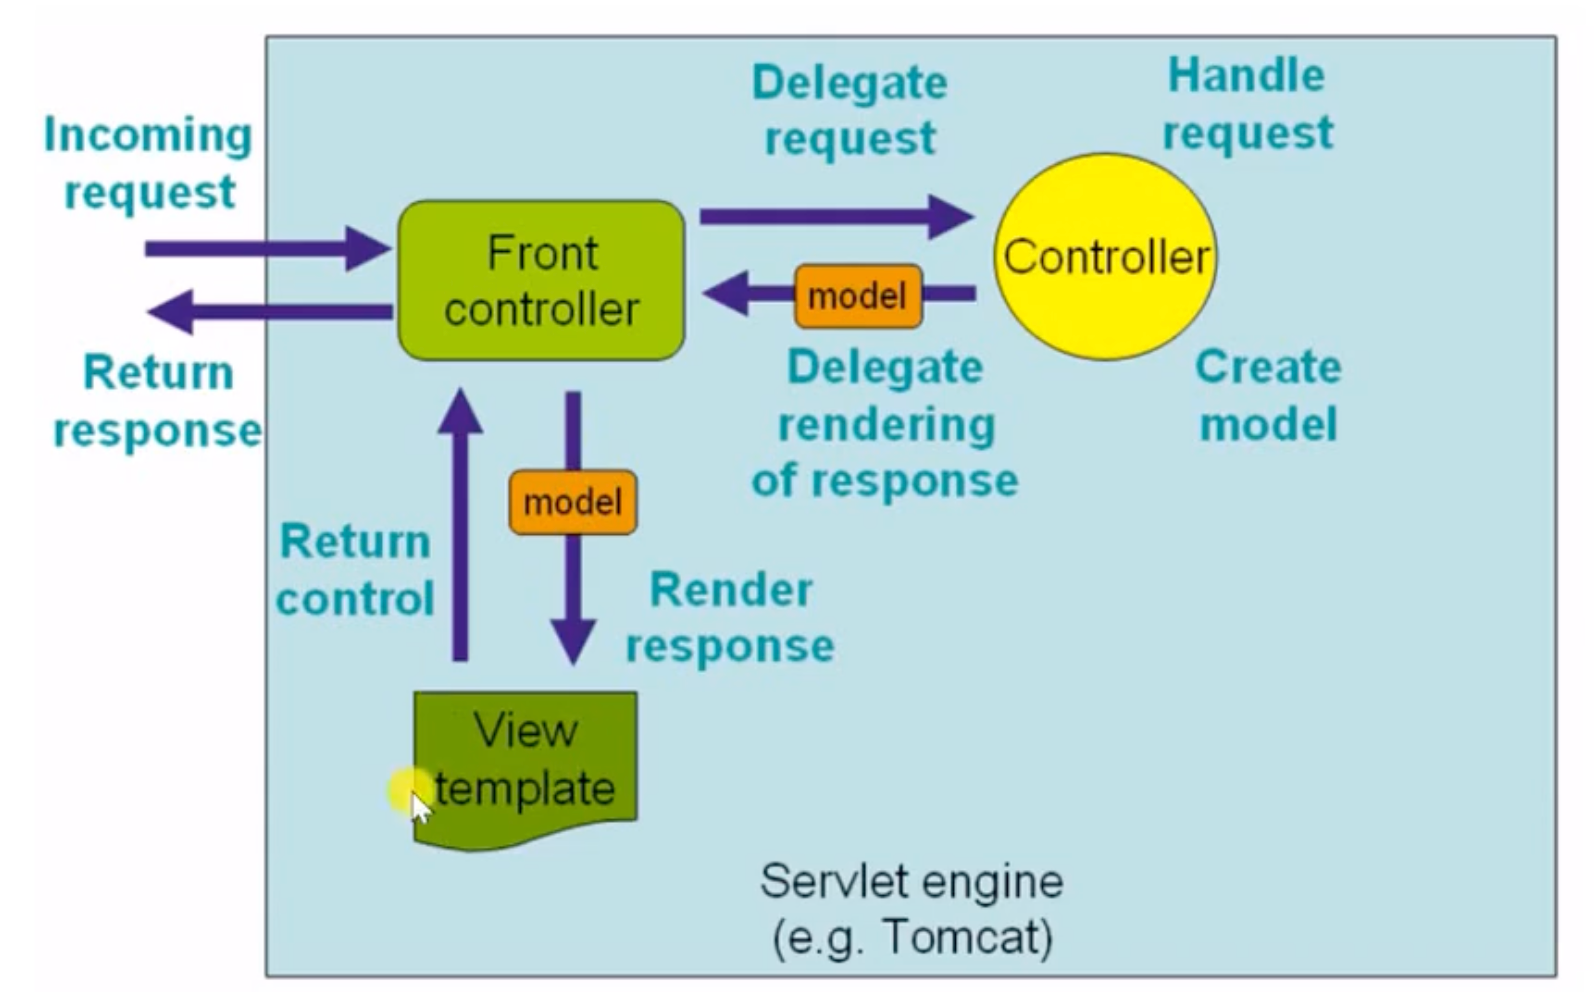 Incoming
request
Return
response
Delegate
request
Handle
request
Front
controller
Controller
model
Delegate
rendering
of response
Create
model
Return
control
model
Render
response
View
template
Servlet engine
(e.g. Tomcat)